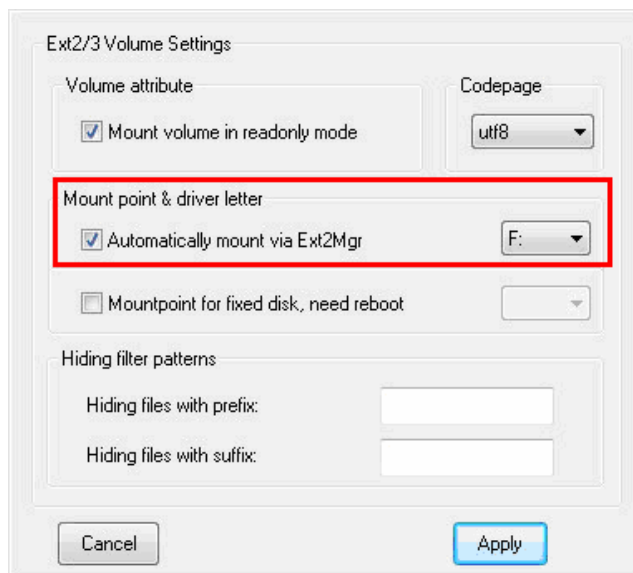 Ext2/3 Volume Settings
Volume attribute
Codepage
Mount volume in readonly mode
utf8
Mount point & driver letter
Automatically mount via Ext2Mgr
F:
Mountpoint for fixed disk, need reboot
Hiding filter patterns
Hiding files with prefix:
Hiding files with suffix:
Cancel
Apply